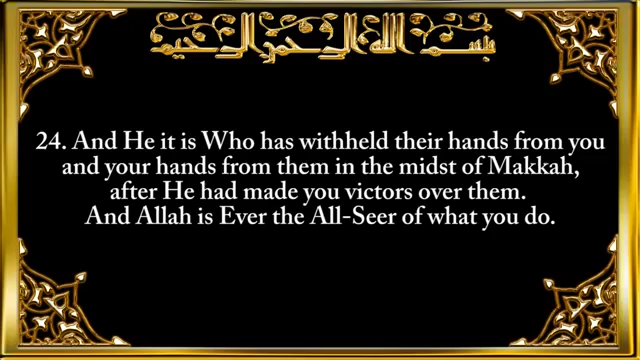 بسم الله الرحمن الرحيم
24. And He it is Who has withheld their hands from you
and your hands from them in the midst of Makkah,
after He had made you victors over them.
And Allah is Ever the All-Seer of what you do.